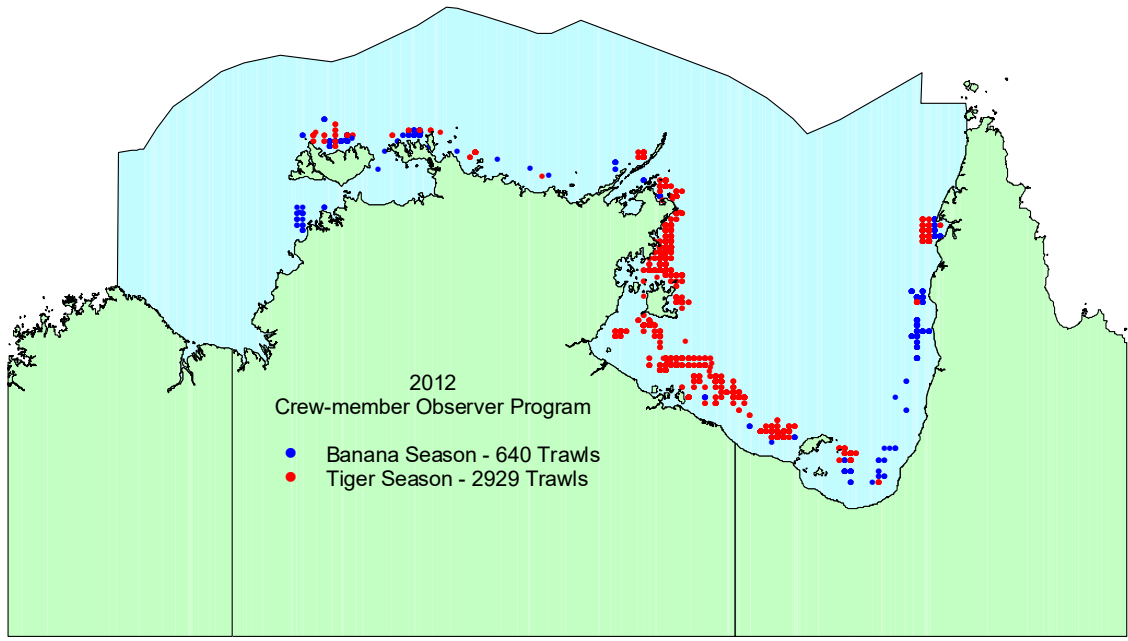 2012
Crew-member Observer Program
Banana Season - 640 Trawls
Tiger Season - 2929 Trawls